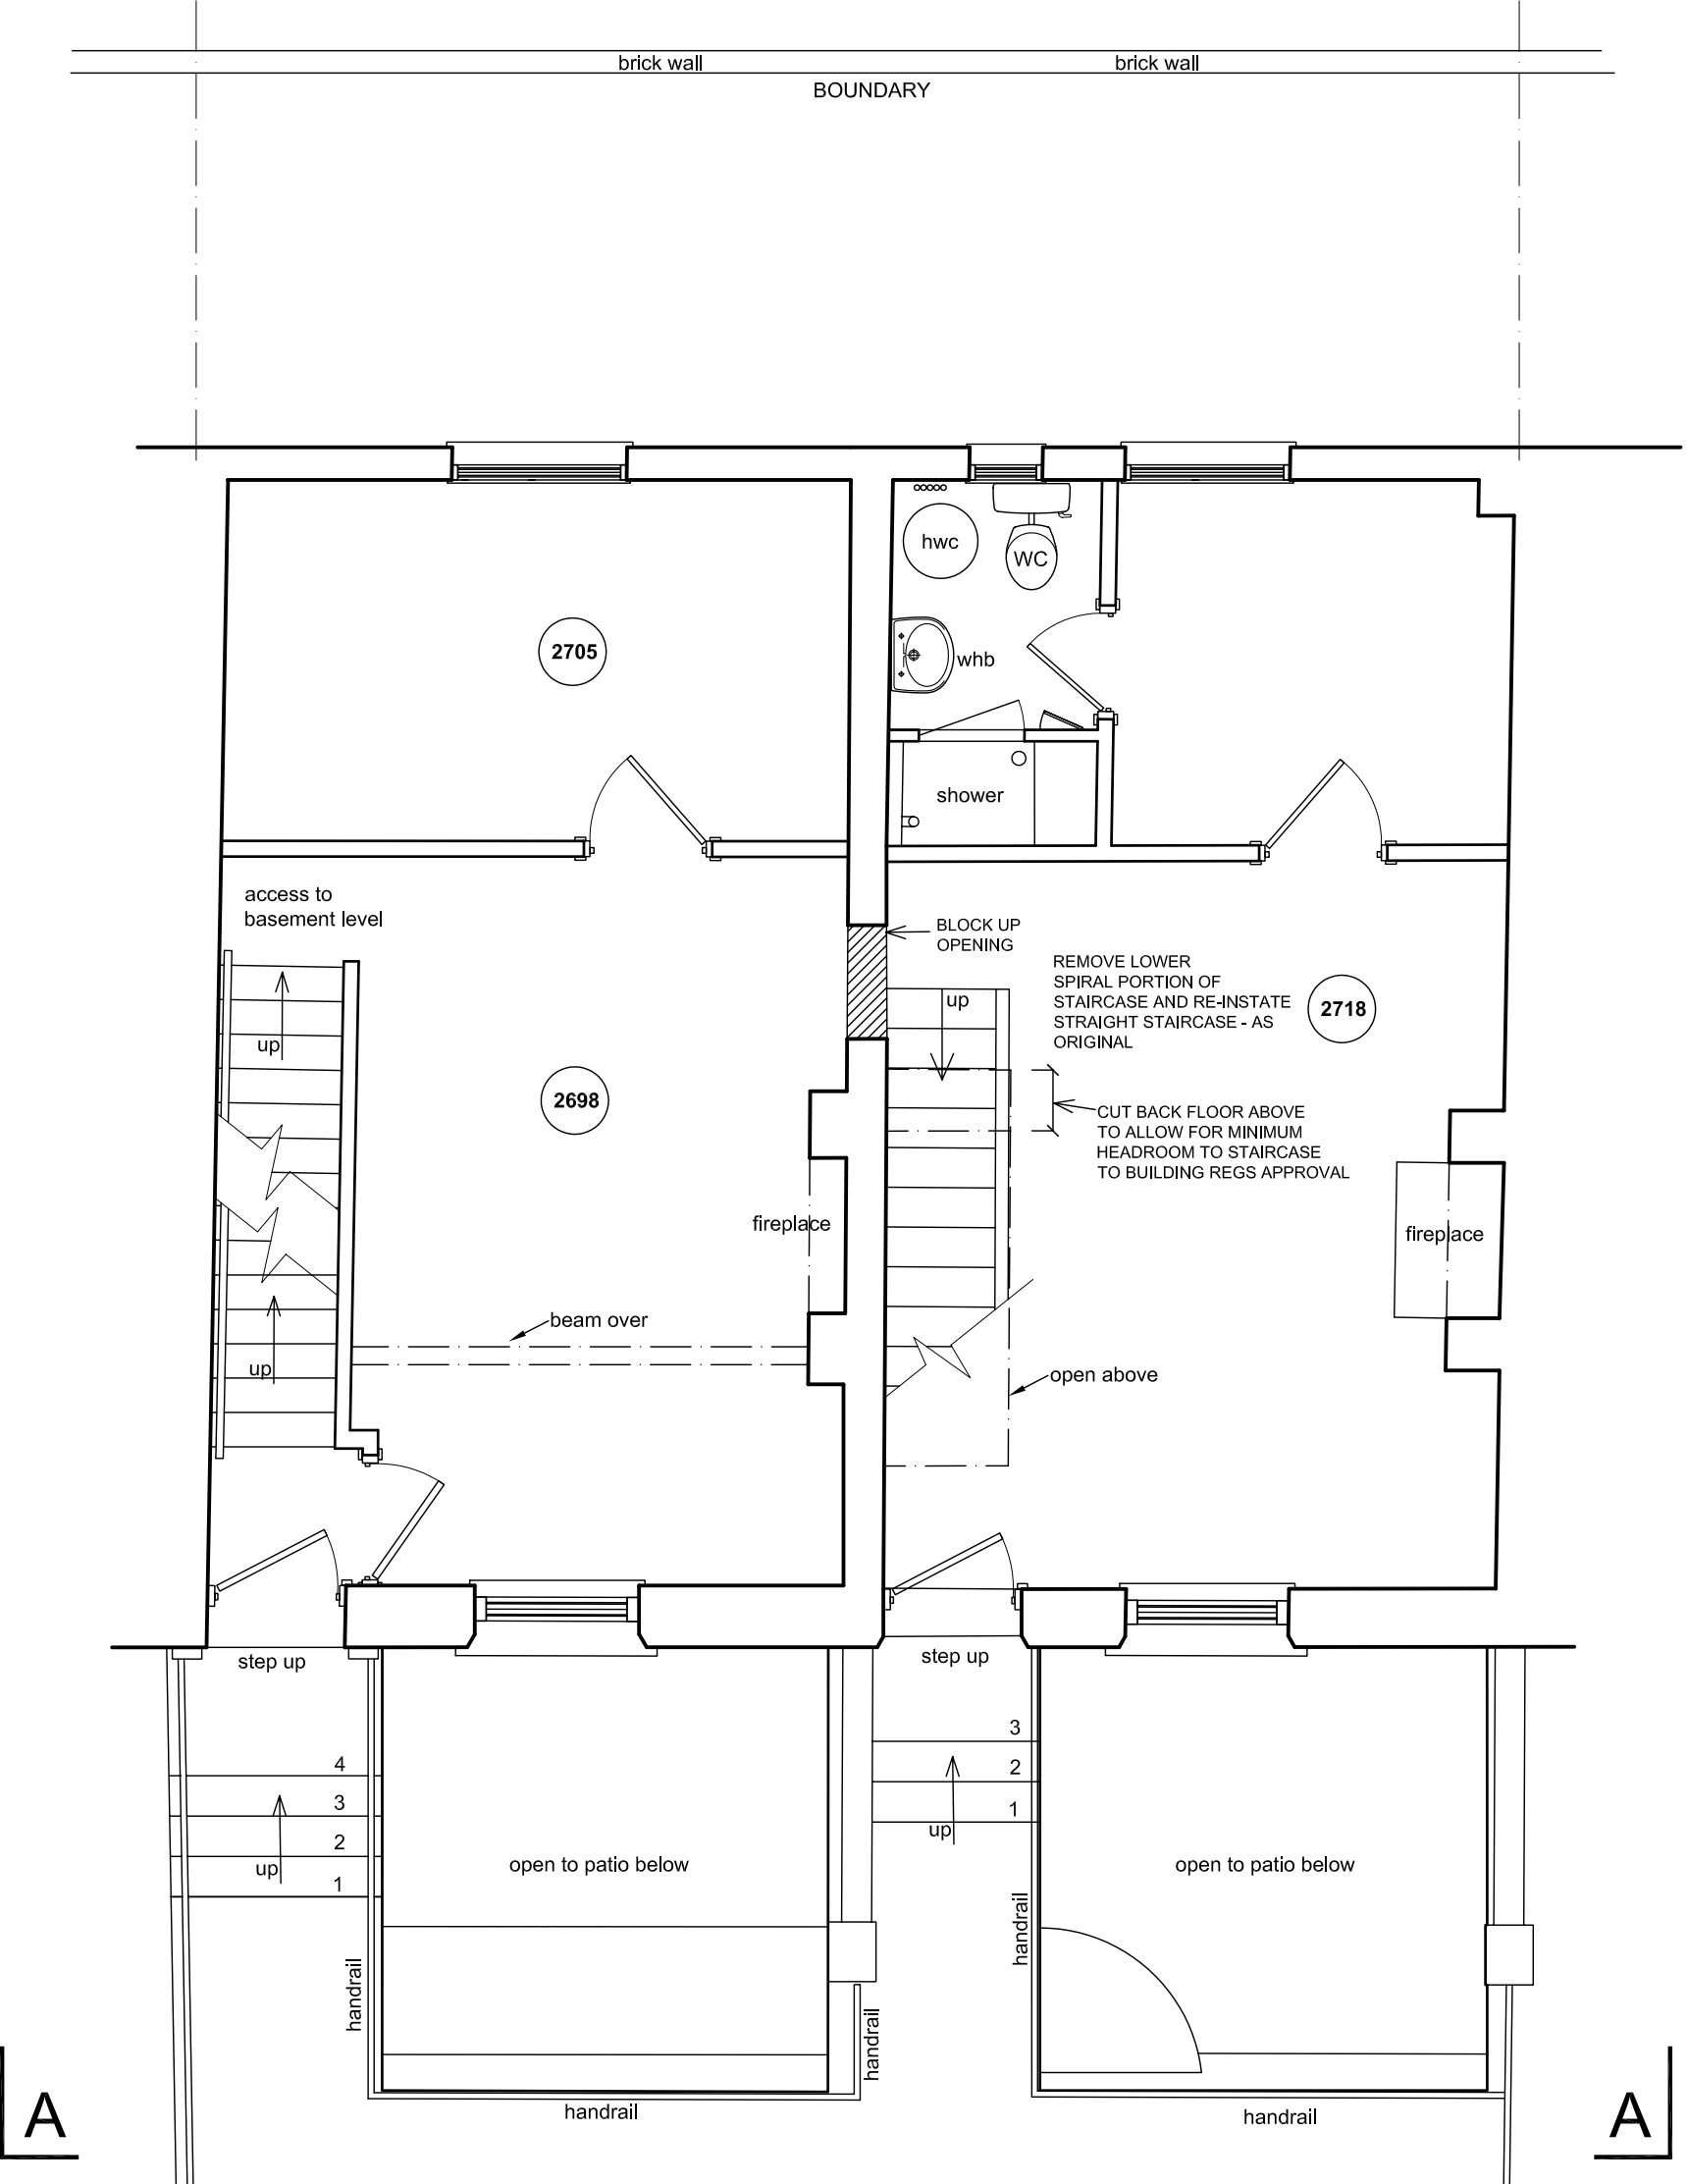 brick wall
brick wall
BOUNDARY
hwc
WC
2705
whb
shower
access to
basement level
BLOCK UP
OPENING
REMOVE LOWER
SPIRAL PORTION OF
STAIRCASE AND RE-INSTATE
STRAIGHT STAIRCASE - AS
ORIGINAL
up
2718
up
2698
CUT BACK FLOOR ABOVE
TO ALLOW FOR MINIMUM
HEADROOM TO STAIRCASE
TO BUILDING REGS APPROVAL
fireplace
fireplace
beam over
up
open above
step up
step up
4
3
2
1
up
3
2
1
up
open to patio below
open to patio below
handrail
handrail
handrail
handrail
handrail
A
A